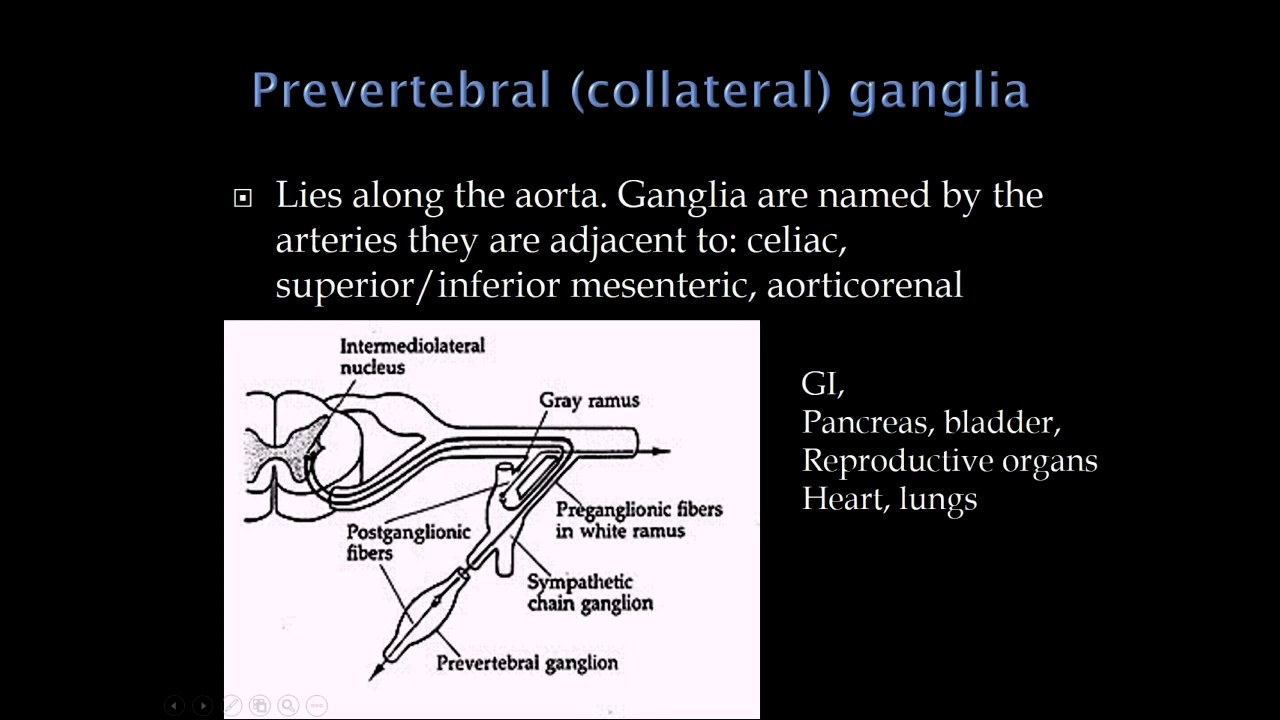 Prevertebral (collateral) ganglia
Lies along the aorta. Ganglia are named by the
arteries they are adjacent to: celiac,
superior/inferior mesenteric, aorticorenal
Intermediolateral
nucleus
Gray ramus
Preganglionic fibers
in white ramus
Postganglionic
fibers
Sympathetic
chain ganglion
Prevertebral ganglion
GI,
Pancreas, bladder,
Reproductive organs
Heart, lungs